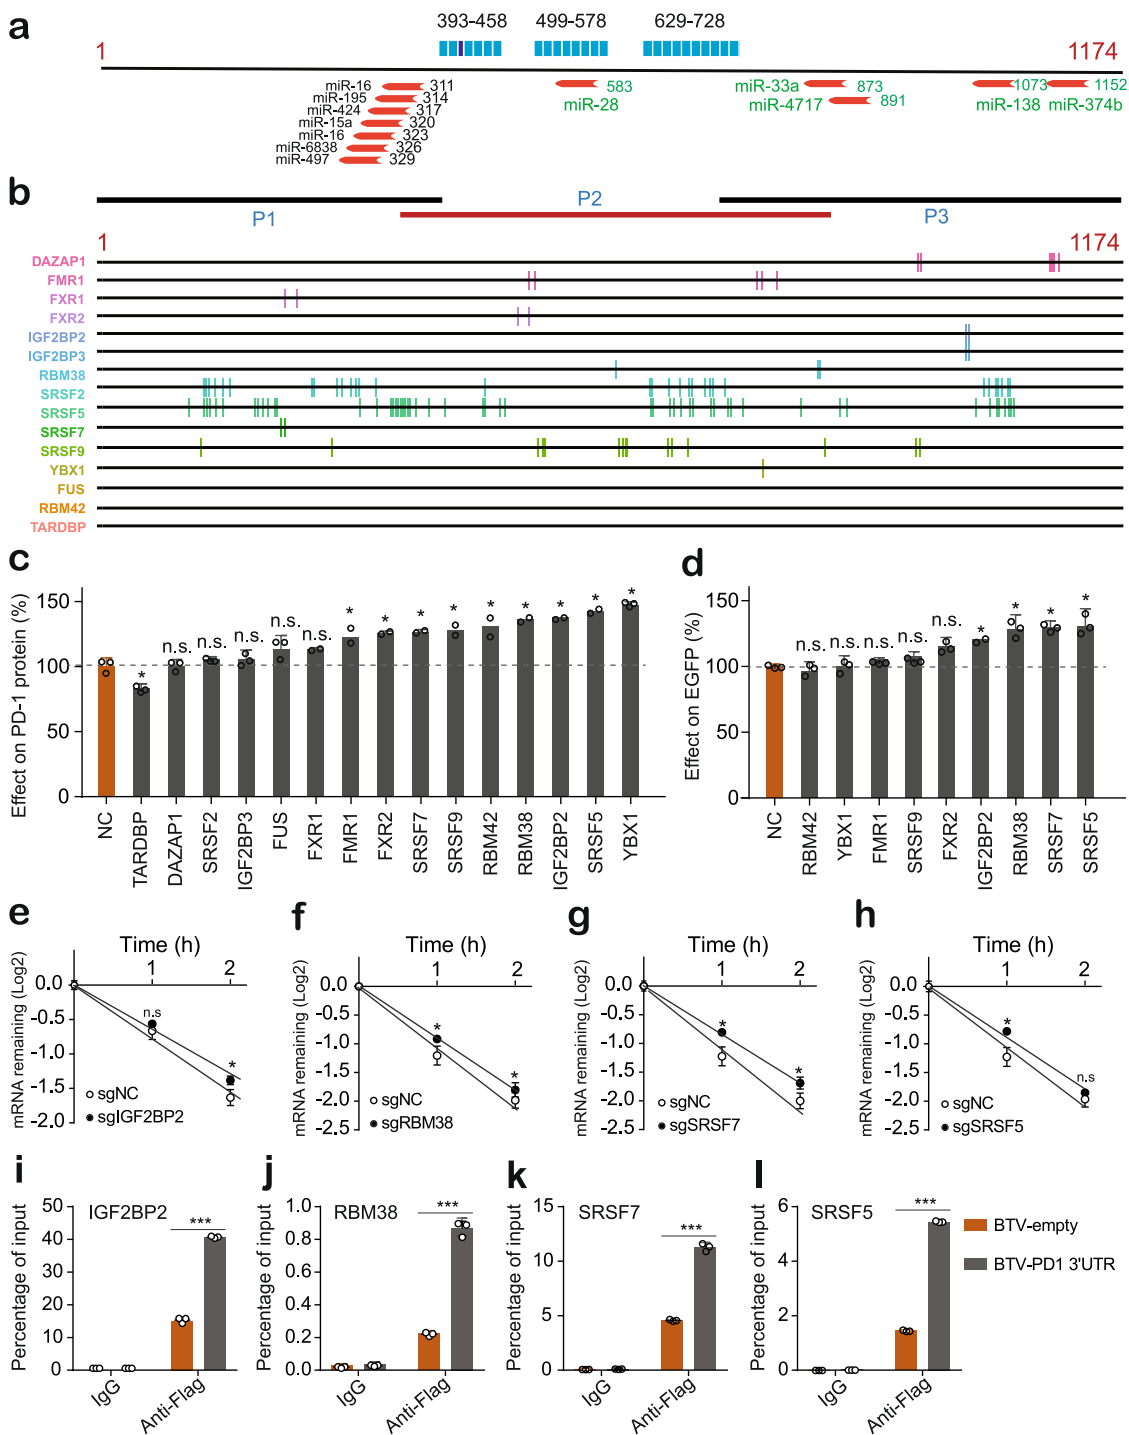 a
393-458 499-578 629-728
1 1174
miR-16 311
miR-195 314
miR-424 317
miR-15a 320
miR-16 323
miR-6838 326
miR-497 329
583
miR-28
miR-33a 873
miR-4717 891
1073 1152
miR-138 miR-374b
b
P1 P2 P3
1 1174
DAZAP1
FMR1
FXR1
FXR2
IGF2BP2
IGF2BP3
RBM38
SRSF2
SRSF5
SRSF7
SRSF9
YBX1
FUS
RBM42
TARDBP
c
Effect on PD-1 protein (%)
150
100
50
0
* n.s. n.s. n.s. n.s. n.s. * * * * * * * * *
NC TARDBP DAZAP1 SRSF2 IGF2BP3 FUS FXR1 FMR1 FXR2 SRSF7 SRSF9 RBM42 RBM38 IGF2BP2 SRSF5 YBX1
d
Effect on EGFP (%)
150
100
50
0
n.s. n.s. n.s. n.s. n.s. * * * *
NC RBM42 YBX1 FMR1 SRSF9 FXR2 IGF2BP2 RBM38 SRSF7 SRSF5
e
Time (h)
1 2
mRNA remaining (Log2)
0.0
-0.5
-1.0
-1.5
-2.0
n.s
*
sgNC
sgIGF2BP2
f
Time (h)
1 2
mRNA remaining (Log2)
0.0
-0.5
-1.0
-1.5
-2.0
-2.5
*
*
sgNC
sgRBM38
g
Time (h)
1 2
mRNA remaining (Log2)
0.0
-0.5
-1.0
-1.5
-2.0
-2.5
*
*
sgNC
sgSRSF7
h
Time (h)
1 2
mRNA remaining (Log2)
0.0
-0.5
-1.0
-1.5
-2.0
-2.5
*
n.s
sgNC
sgSRSF5
i
Percentage of input
50
40
30
20
10
0
IGF2BP2
***
IgG Anti-Flag
j
Percentage of input
1.0
0.8
0.6
0.4
0.2
0.0
RBM38
***
IgG Anti-Flag
k
Percentage of input
15
10
5
0
SRSF7
***
IgG Anti-Flag
l
Percentage of input
6
4
2
0
SRSF5
***
IgG Anti-Flag
BTV-empty
BTV-PD1 3'UTR